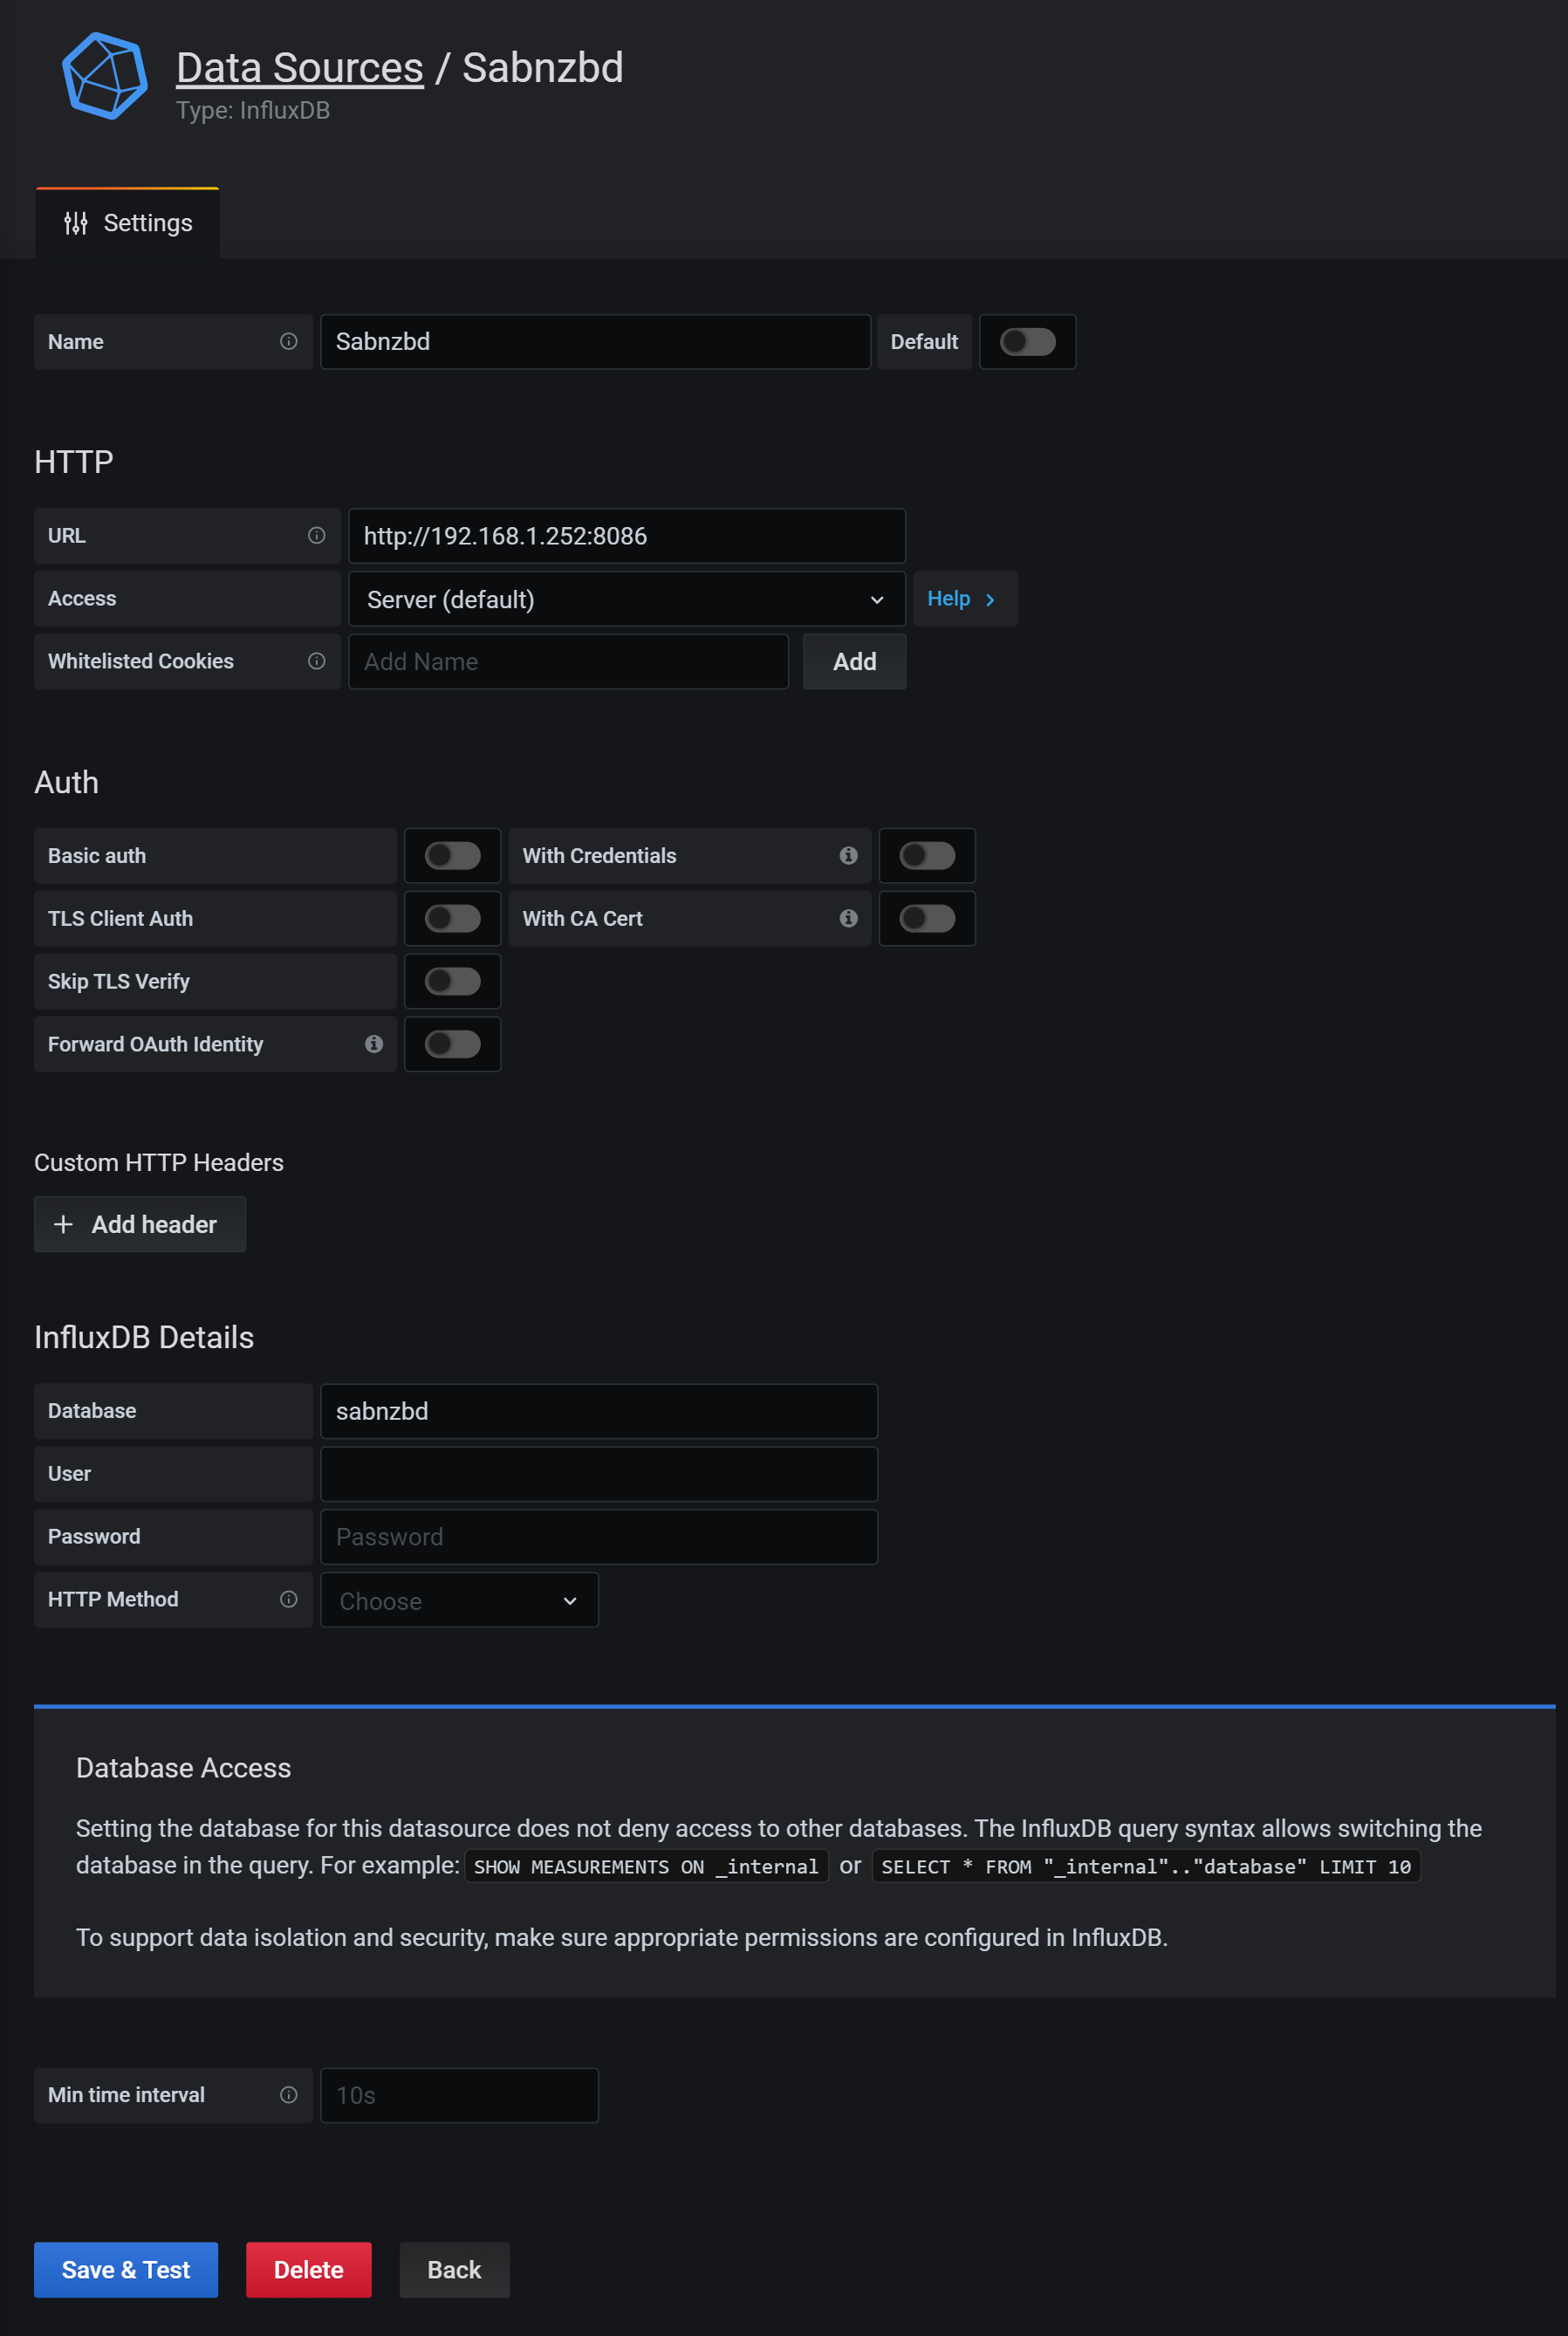 Data Sources / Sabnzbd
Type: InfluxDB
Settings
Name
Sabnzbd
Default
HTTP
URL
http://192.168.1.252:8086
Access
Server (default)
Help
Whitelisted Cookies
Add Name
Add
Auth
Basic auth
With Credentials
TLS Client Auth
With CA Cert
Skip TLS Verify
Forward OAuth Identity
Custom HTTP Headers
Add header
InfluxDB Details
Database
sabnzbd
User
Password
Password
HTTP Method
Choose
Database Access
Setting the database for this datasource does not deny access to other databases. The InfluxDB query syntax allows switching the
database in the query. For example: SHOW MEASUREMENTS ON _internal or SELECT * FROM "_internal".."database" LIMIT 10
To support data isolation and security, make sure appropriate permissions are configured in InfluxDB.
Min time interval
10s
Save & Test
Delete
Back